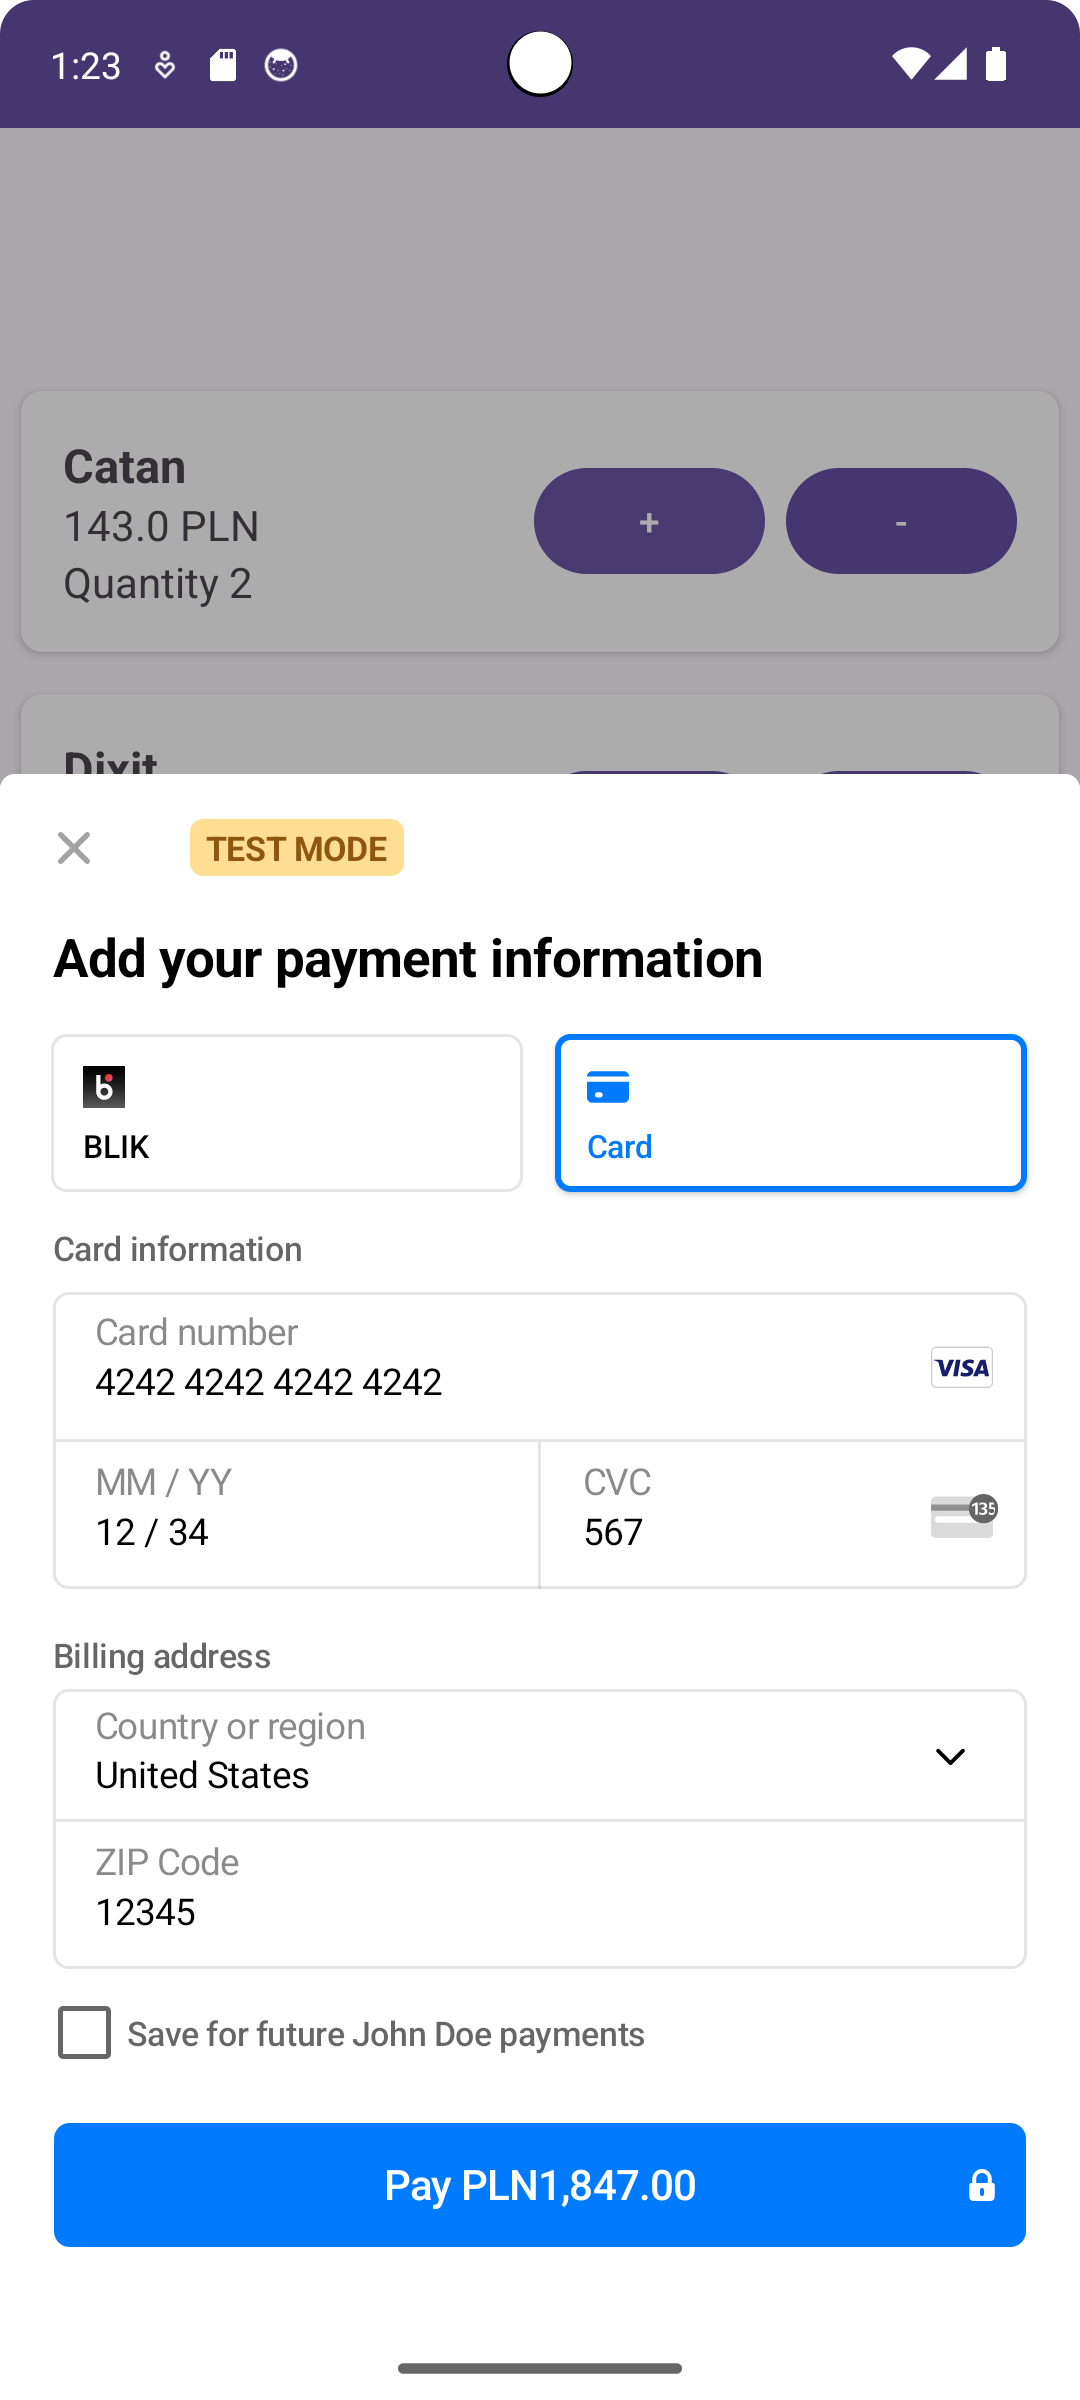 1:23
Catan
143.0 PLN
Quantity 2
+
-
Dixit
TEST MODE
Add your payment information
BLIK
Card
Card information
Card number
4242 4242 4242 4242
VISA
MM / YY
12 / 34
CVC
567
135
Billing address
Country or region
United States
ZIP Code
12345
Save for future John Doe payments
Pay PLN1,847.00